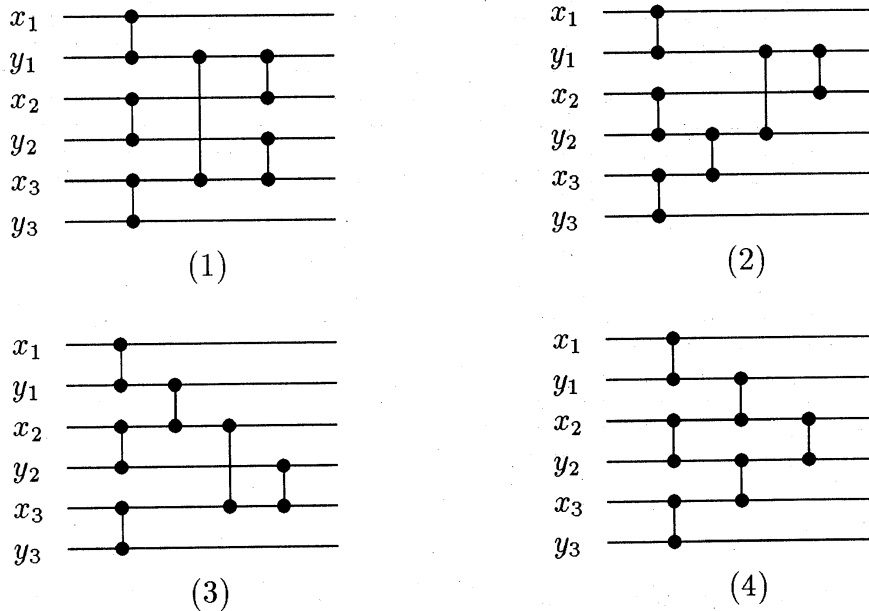 x₁
y₁
x₂
y₂
x₃
y₃
(1)
x₁
y₁
x₂
y₂
x₃
y₃
(2)
x₁
y₁
x₂
y₂
x₃
y₃
(3)
x₁
y₁
x₂
y₂
x₃
y₃
(4)